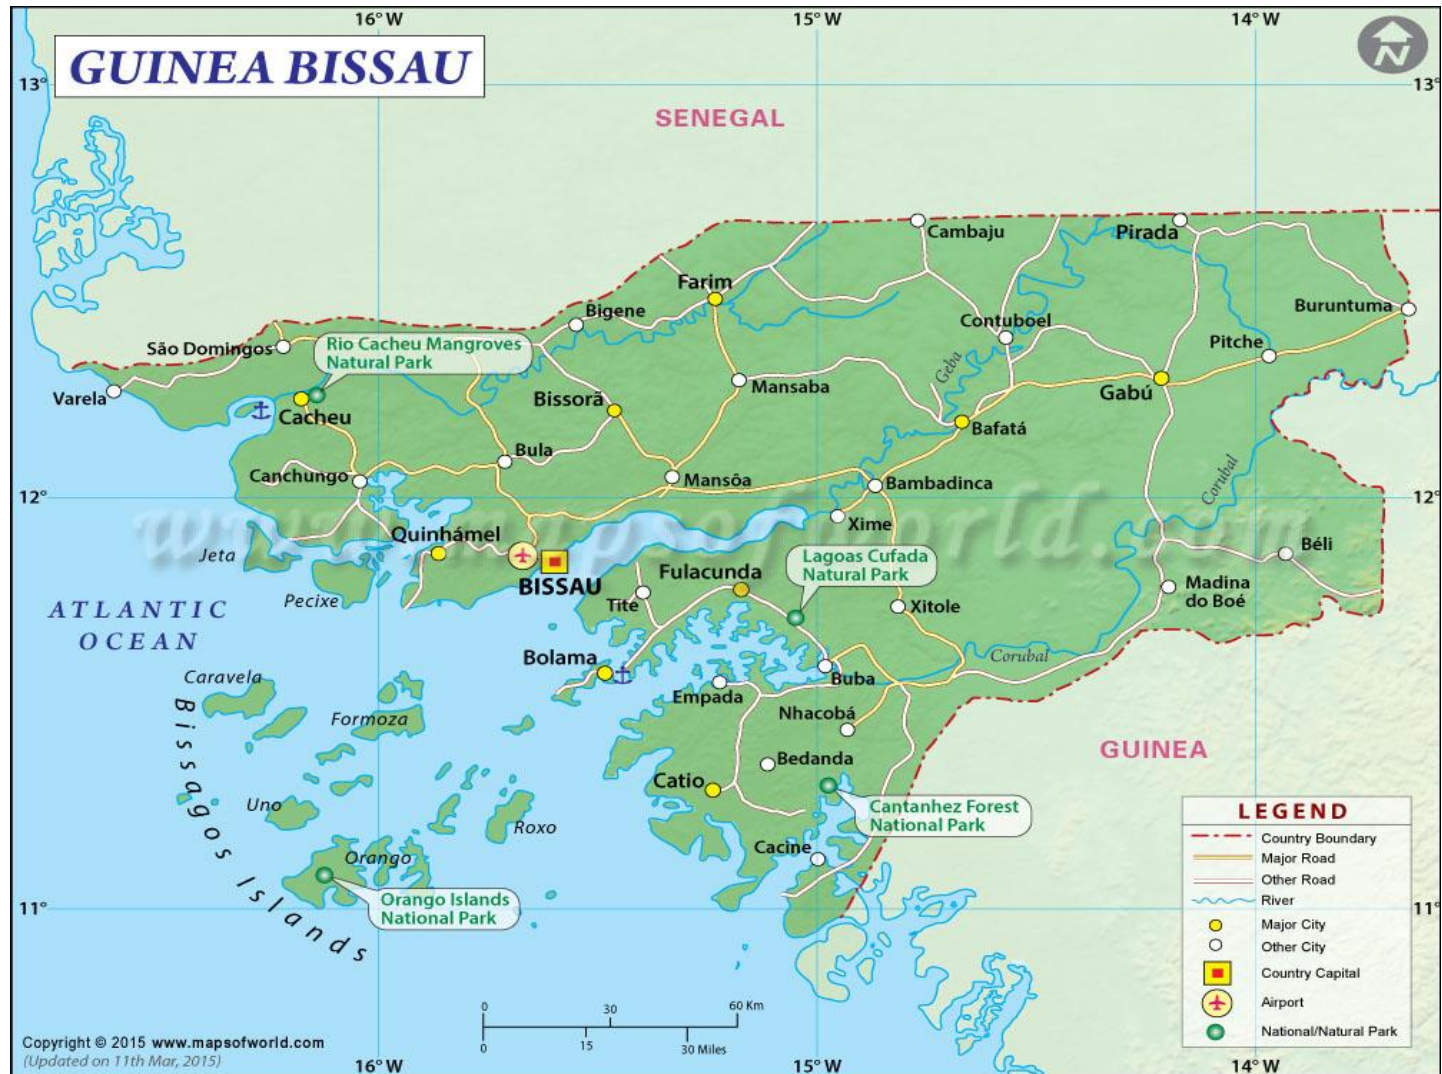 16°W
15°W
14°W
GUINEA BISSAU
N
13°
13°
SENEGAL
Cambaju
Pirada
Farim
Buruntuma
Bigene
Contuboel
São Domingos
Rio Cacheu Mangroves
Natural Park
Pitche
Geba
Varela
Mansaba
Gabú
Cacheu
Bissorã
Bafatá
Bula
Canchungo
Mansôa
Bambadinca
Corubal
12°
12°
www.mapsofworld.com
Xime
Quinhámel
Jeta
Béli
Lagoas Cufada
Natural Park
BISSAU
Fulacunda
Madina
do Boé
Pecixe
Tite
Xitole
ATLANTIC
OCEAN
Bolama
Corubal
Caravela
Buba
Empada
Bissagos Islands
Formoza
Nhacobá
GUINEA
Bedanda
Catio
Uno
Roxo
Cantanhez Forest
National Park
Cacine
Orango
Orango Islands
National Park
11°
11°
LEGEND
Country Boundary
Major Road
Other Road
River
Major City
Other City
Country Capital
Airport
National/Natural Park
0 30 60 Km
0 15 30 Miles
Copyright © 2015 www.mapsofworld.com
(Updated on 11th Mar, 2015)
16°W
15°W
14°W